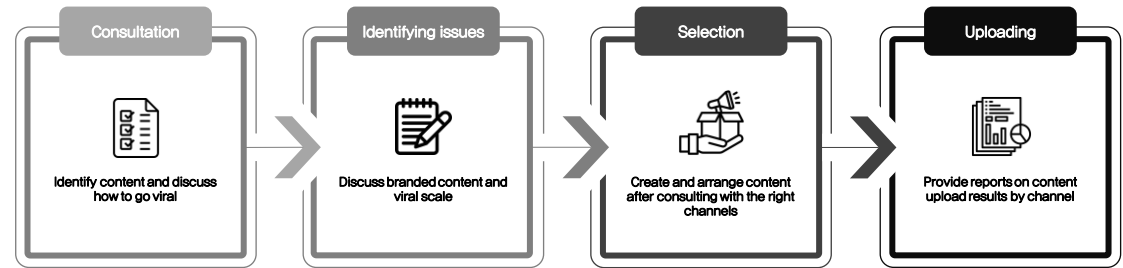 Consultation
Identify content and discuss
how to go viral
Identifying issues
Discuss branded content and
viral scale
Selection
Create and arrange content
after consulting with the right
channels
Uploading
Provide reports on content
upload results by channel